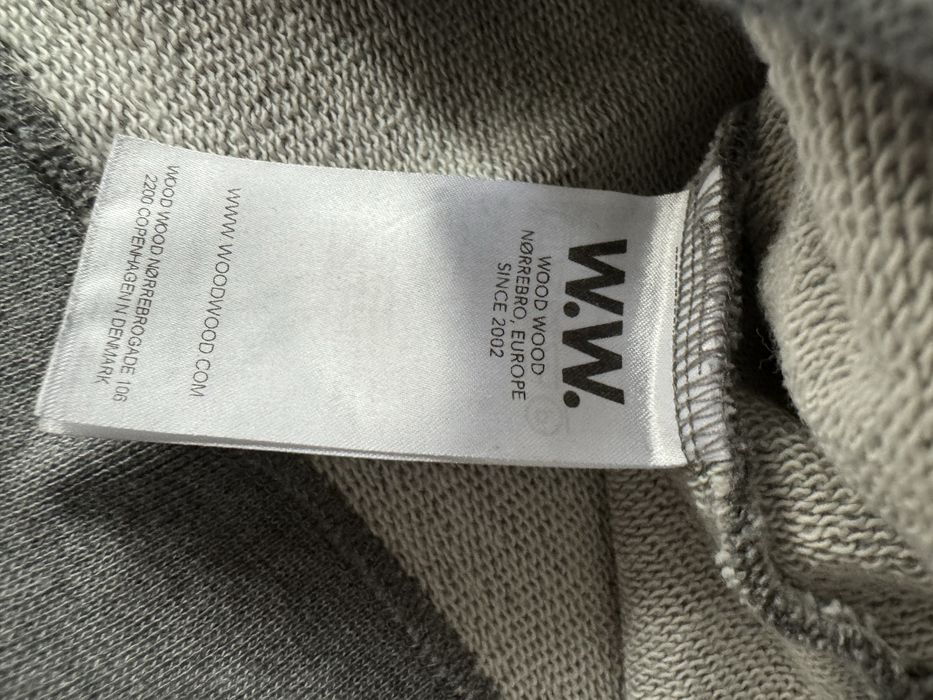 W.W.
WOOD WOOD
NØRREBRO, EUROPE
SINCE 2002
WWW.WOODWOOD.COM
WOOD WOOD NØRREBROGADE 106
2200 COPENHAGEN N DENMARK